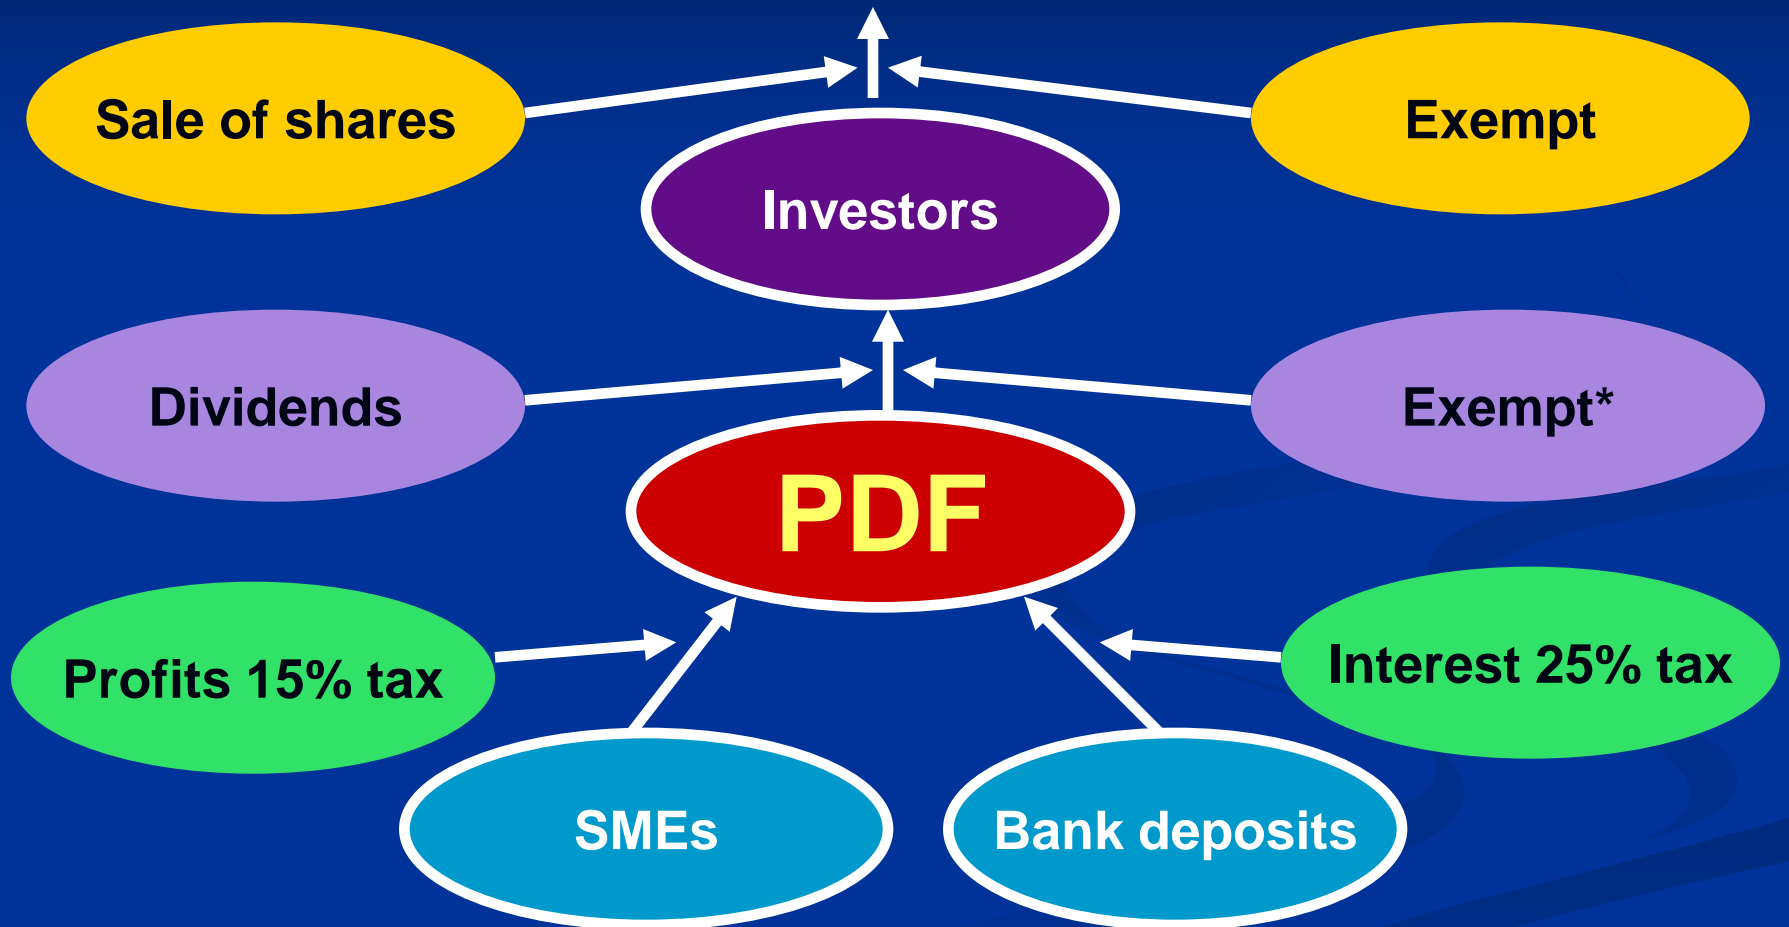 Sale of shares
Exempt
Investors
Dividends
Exempt*
PDF
Profits 15% tax
Interest 25% tax
SMEs
Bank deposits